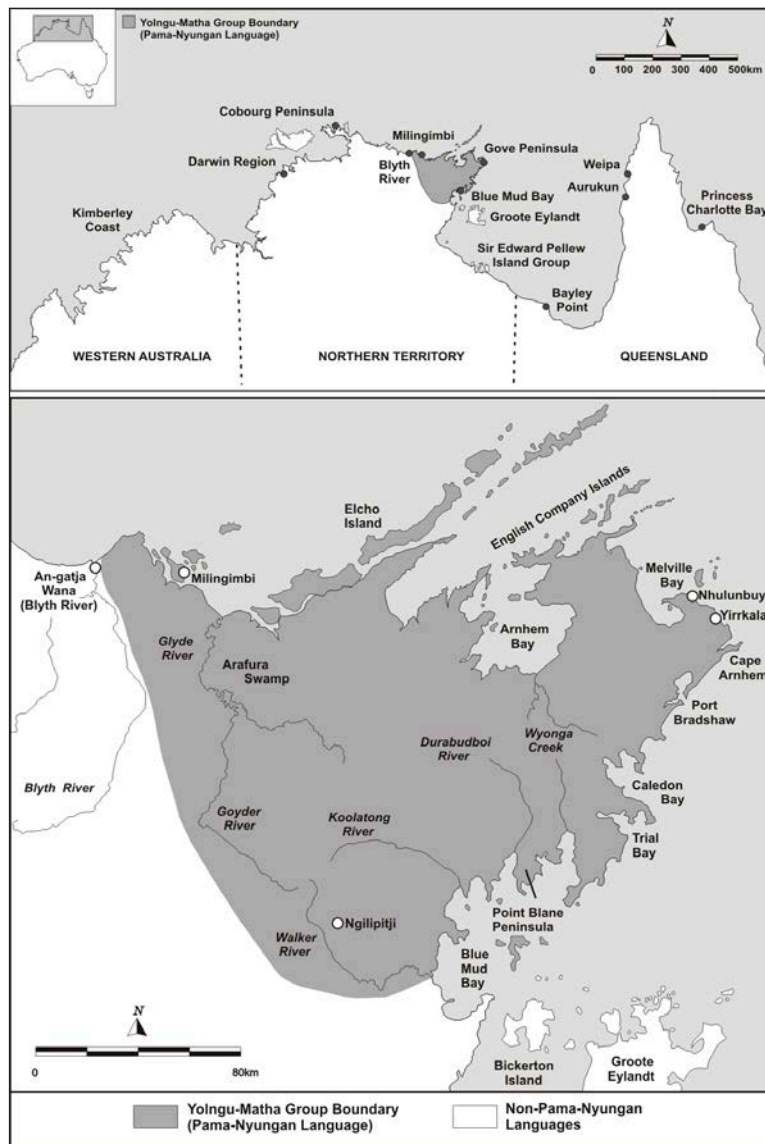 Yolngu-Matha Group Boundary
(Pama-Nyungan Language)
N
0 100 200 300 400 500km
Cobourg Peninsula
Milingimbi
Gove Peninsula
Darwin Region
Blyth
River
Weipa
Blue Mud Bay
Aurukun
Princess
Charlotte Bay
Kimberley
Coast
Groote Eylandt
Sir Edward Pellew
Island Group
Bayley
Point
WESTERN AUSTRALIA
NORTHERN TERRITORY
QUEENSLAND
Elcho
Island
English Company Islands
An-gatja
Wana
(Blyth River)
Milingimbi
Melville
Bay
Nhulunbuy
Yirrkala
Glyde
River
Arnhem
Bay
Arafura
Swamp
Cape
Arnhem
Port
Bradshaw
Durabudboi
River
Wyonga
Creek
Blyth River
Caledon
Bay
Goyder
River
Koolatong
River
Trial
Bay
Ngilipitji
Point Blane
Peninsula
Walker
River
Blue
Mud
Bay
N
0 80km
Bickerton
Island
Groote
Eylandt
Yolngu-Matha Group Boundary
(Pama-Nyungan Language)
Non-Pama-Nyungan
Languages